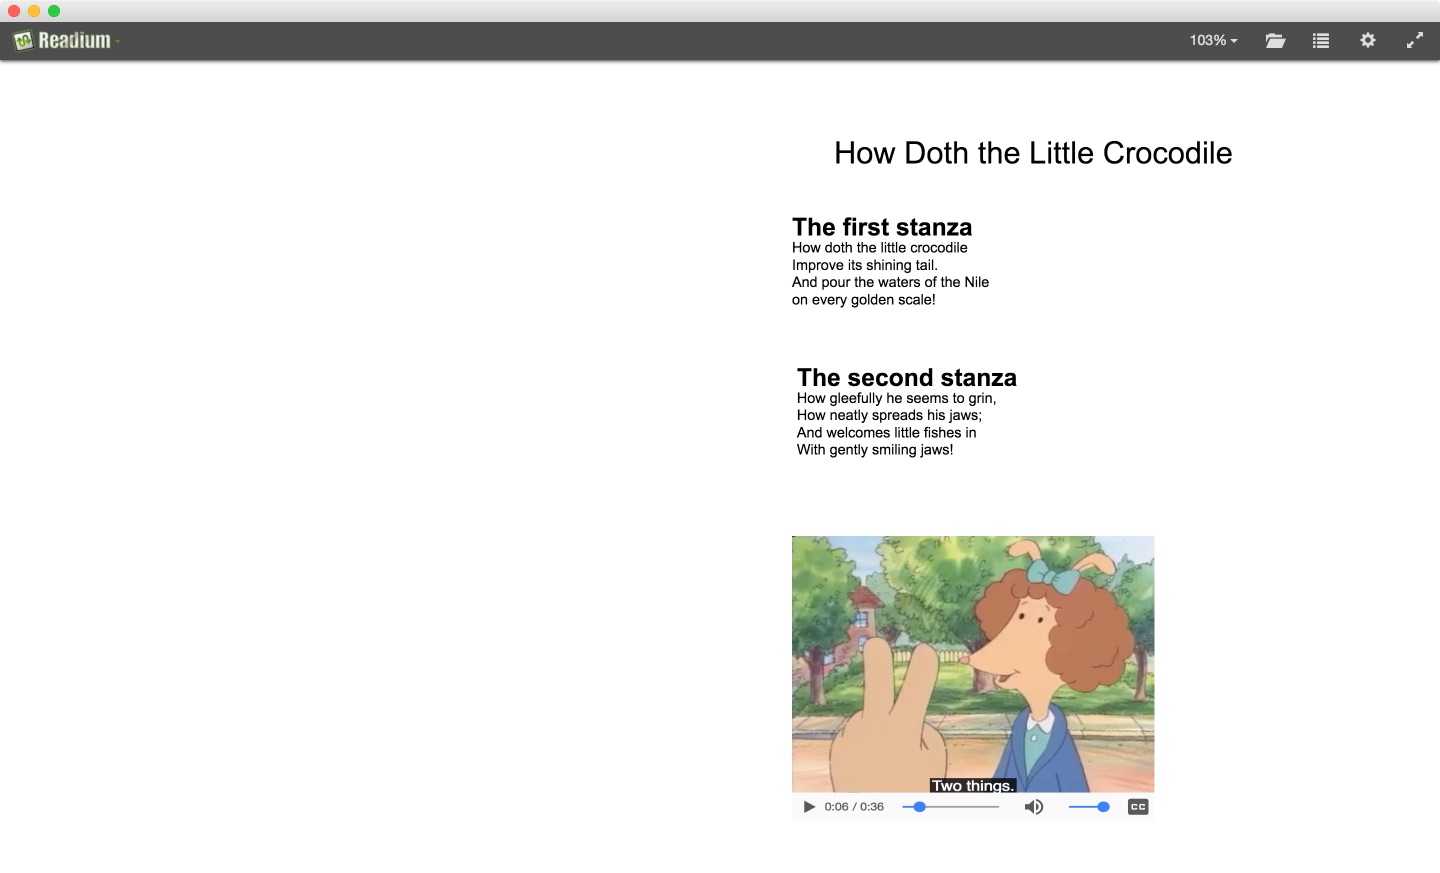 Readium
103%
How Doth the Little Crocodile
The first stanza
How doth the little crocodile
Improve its shining tail.
And pour the waters of the Nile
on every golden scale!
The second stanza
How gleefully he seems to grin,
How neatly spreads his jaws;
And welcomes little fishes in
With gently smiling jaws!
Two things.
0:06 / 0:36
CC